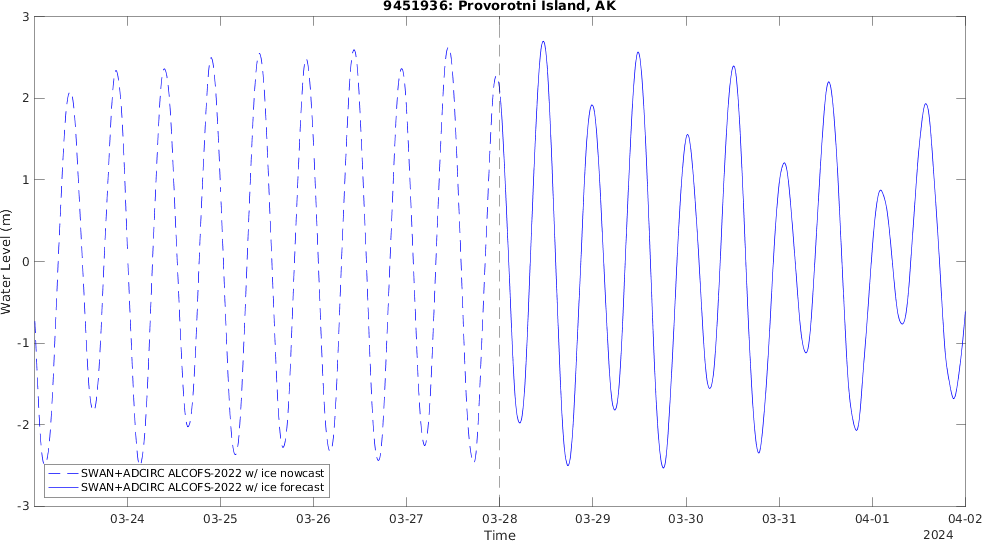 9451936: Provorotni Island, AK
3
2
1
0
-1
-2
-3
Water Level (m)
SWAN+ADCIRC ALCOFS-2022 w/ ice nowcast
SWAN+ADCIRC ALCOFS-2022 w/ ice forecast
03-24 03-25 03-26 03-27 03-28 03-29 03-30 03-31 04-01 04-02
Time
2024